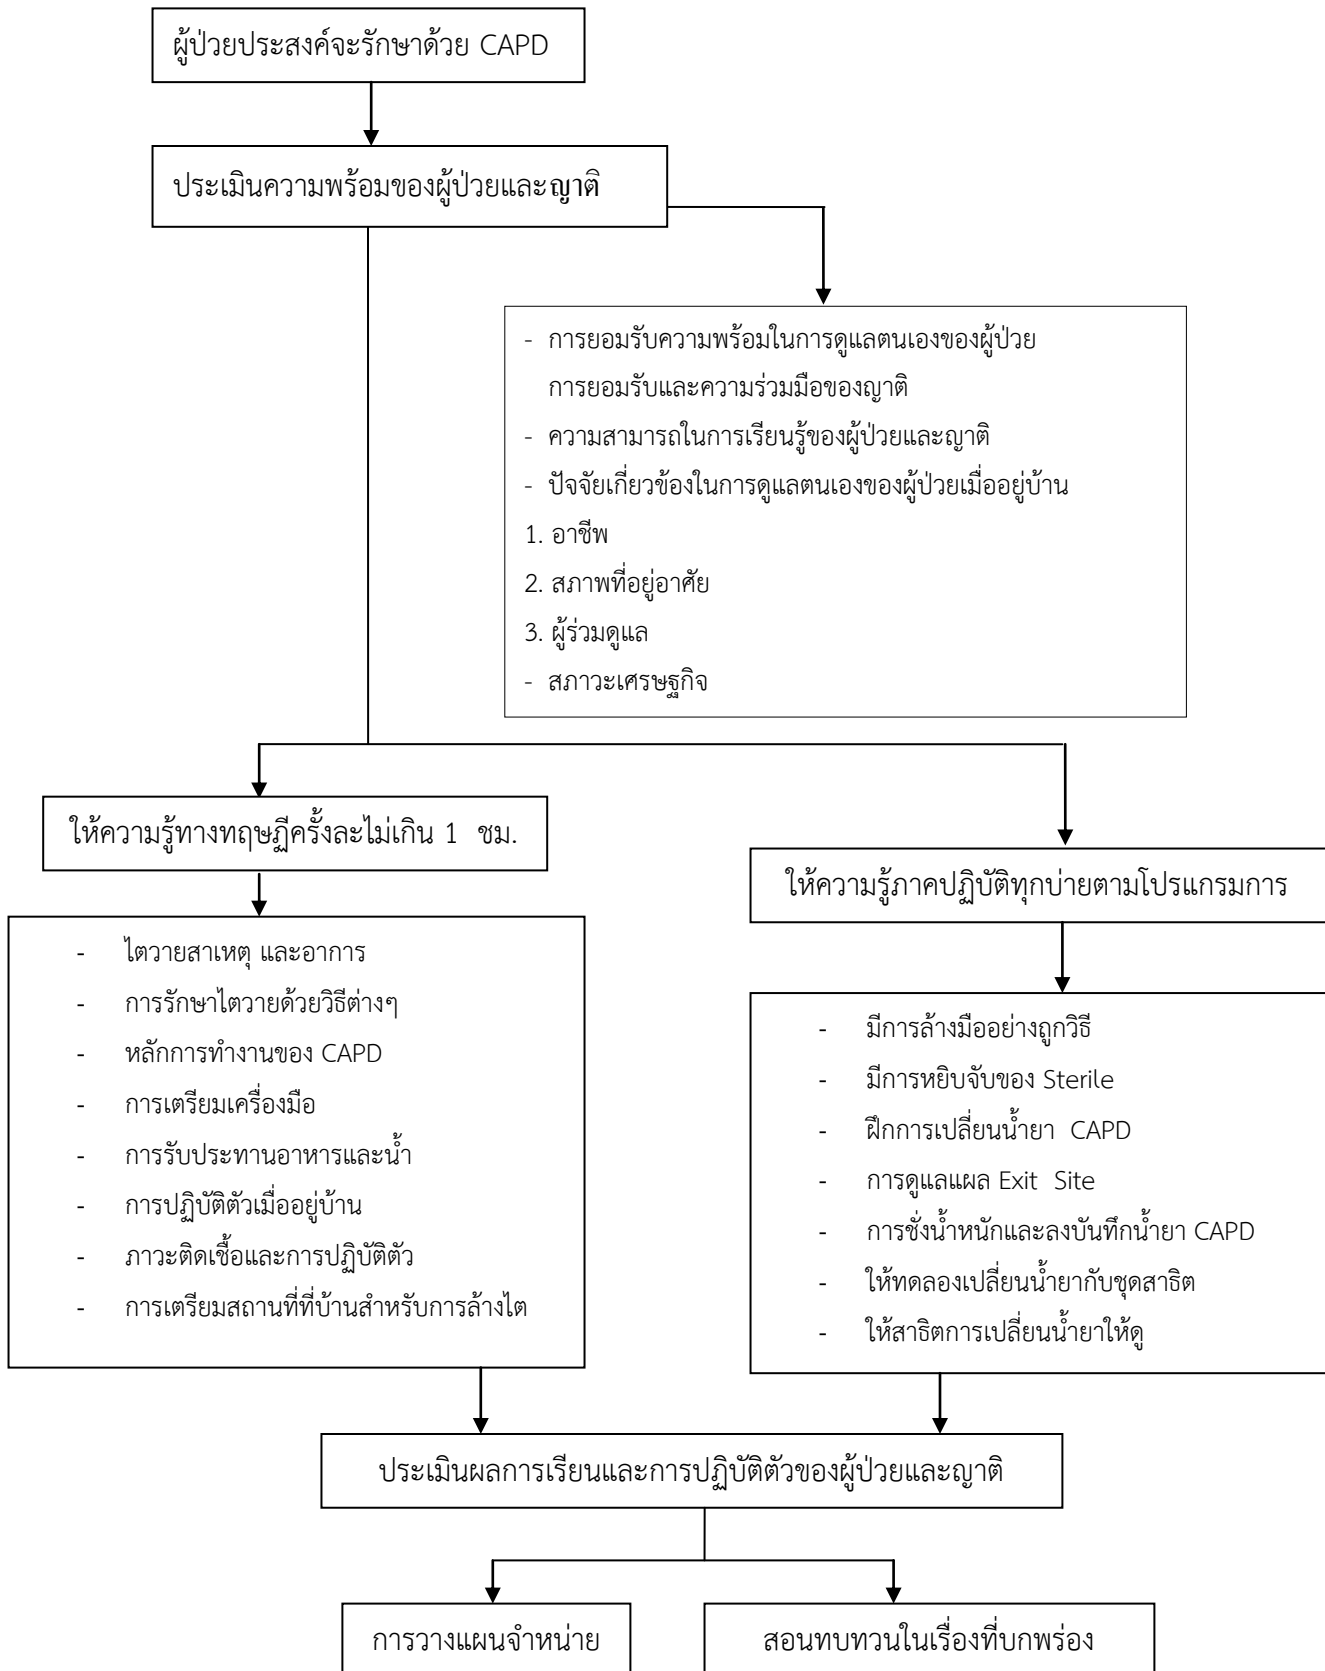 ผู้ป่วยประสงค์จะรักษาด้วย CAPD
ประเมินความพร้อมของผู้ป่วยและญาติ
- การยอมรับความพร้อมในการดูแลตนเองของผู้ป่วย
การยอมรับและความร่วมมือของญาติ
- ความสามารถในการเรียนรู้ของผู้ป่วยและญาติ
- ปัจจัยเกี่ยวข้องในการดูแลตนเองของผู้ป่วยเมื่ออยู่บ้าน
1. อาชีพ
2. สภาพที่อยู่อาศัย
3. ผู้ร่วมดูแล
- สภาวะเศรษฐกิจ
ให้ความรู้ทางทฤษฏีครั้งละไม่เกิน 1 ชม.
- ไตวายสาเหตุ และอาการ
- การรักษาไตวายด้วยวิธีต่างๆ
- หลักการทำงานของ CAPD
- การเตรียมเครื่องมือ
- การรับประทานอาหารและน้ำ
- การปฏิบัติตัวเมื่ออยู่บ้าน
- ภาวะติดเชื้อและการปฏิบัติตัว
- การเตรียมสถานที่ที่บ้านสำหรับการล้างไต
ให้ความรู้ภาคปฏิบัติทุกบ่ายตามโปรแกรมการ
- มีการล้างมืออย่างถูกวิธี
- มีการหยิบจับของ Sterile
- ฝึกการเปลี่ยนน้ำยา CAPD
- การดูแลแผล Exit Site
- การชั่งน้ำหนักและลงบันทึกน้ำยา CAPD
- ให้ทดลองเปลี่ยนน้ำยากับชุดสาธิต
- ให้สาธิตการเปลี่ยนน้ำยาให้ดู
ประเมินผลการเรียนและการปฏิบัติตัวของผู้ป่วยและญาติ
การวางแผนจำหน่าย
สอนทบทวนในเรื่องที่บกพร่อง